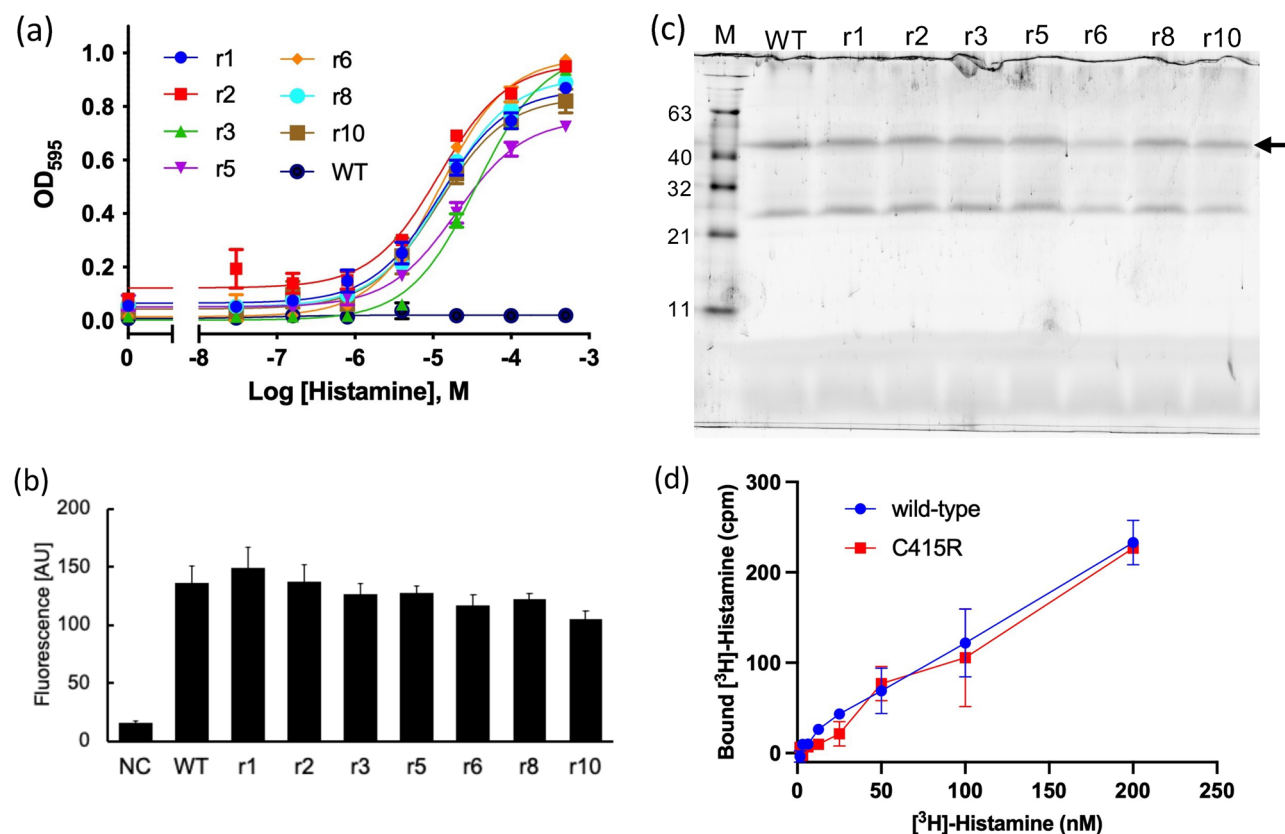 (a)
1.0
0.8
0.6
0.4
0.2
0.0
OD595
r1
r2
r3
r5
r6
r8
r10
WT
0
-8
-7
-6
-5
-4
-3
Log [Histamine], M
(b)
200
150
100
50
0
Fluorescence [AU]
NC WT r1 r2 r3 r5 r6 r8 r10
(c)
M WT r1 r2 r3 r5 r6 r8 r10
63
40
32
21
11
(d)
300
200
100
0
Bound [³H]-Histamine (cpm)
wild-type
C415R
0 50 100 150 200 250
[³H]-Histamine (nM)